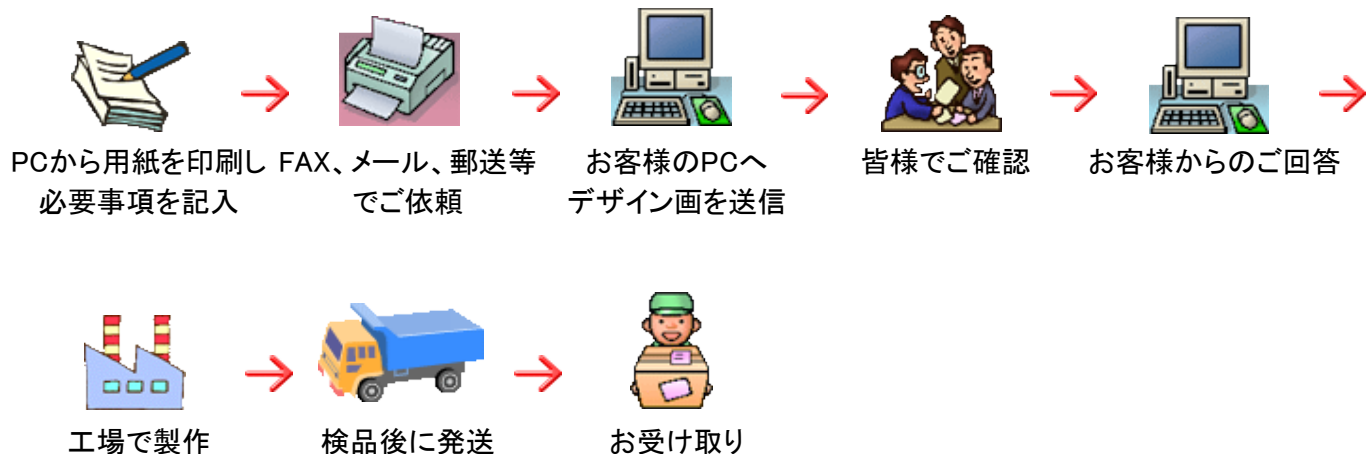 PCから用紙を印刷し
必要事項を記入
FAX、メール、郵送等
でご依頼
お客様のPCへ
デザイン画を送信
皆様でご確認
お客様からのご回答
工場で製作
検品後に発送
お受け取り